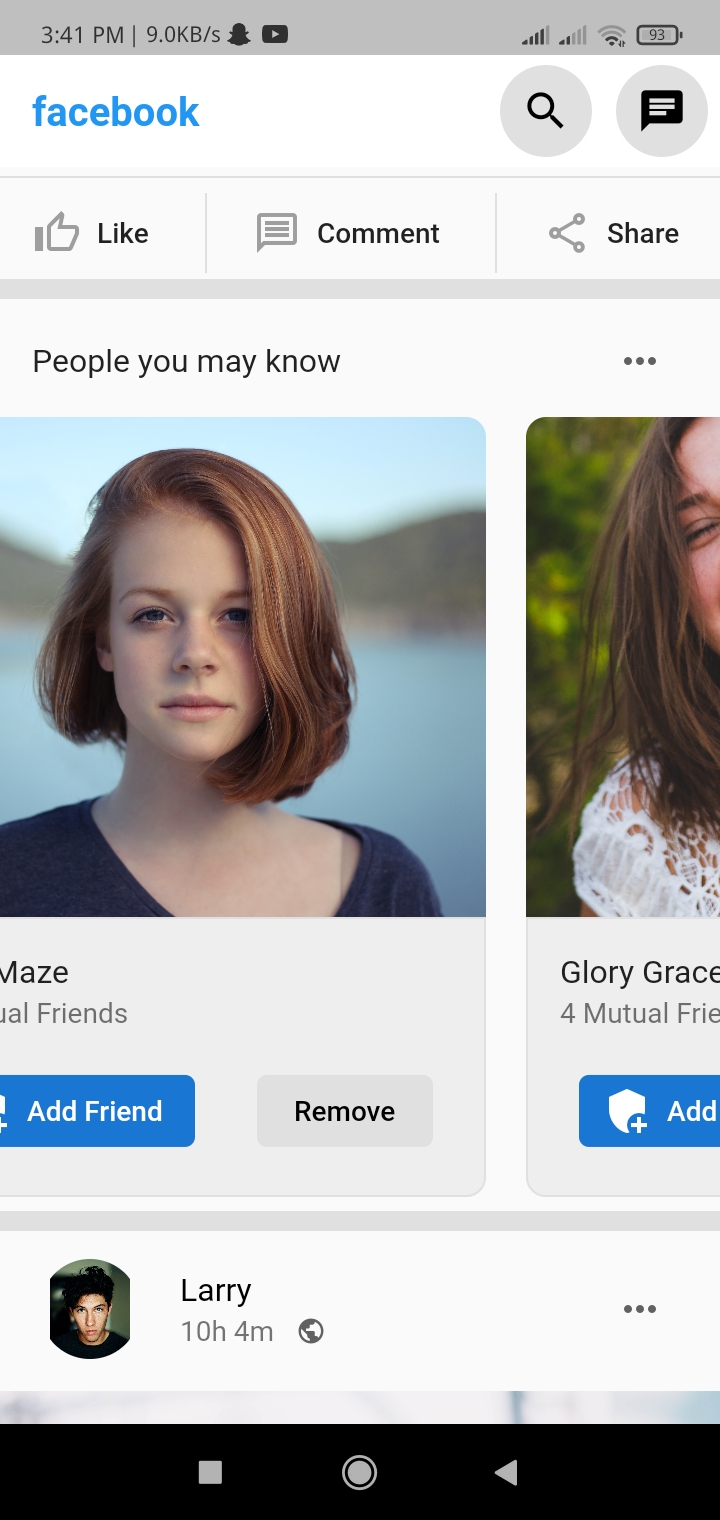 3:41 PM | 9.0KB/s 93
facebook
Like Comment Share
People you may know
Maze
ual Friends
Add Friend Remove
Glory Grace
4 Mutual Frie
Add
Larry
10h 4m